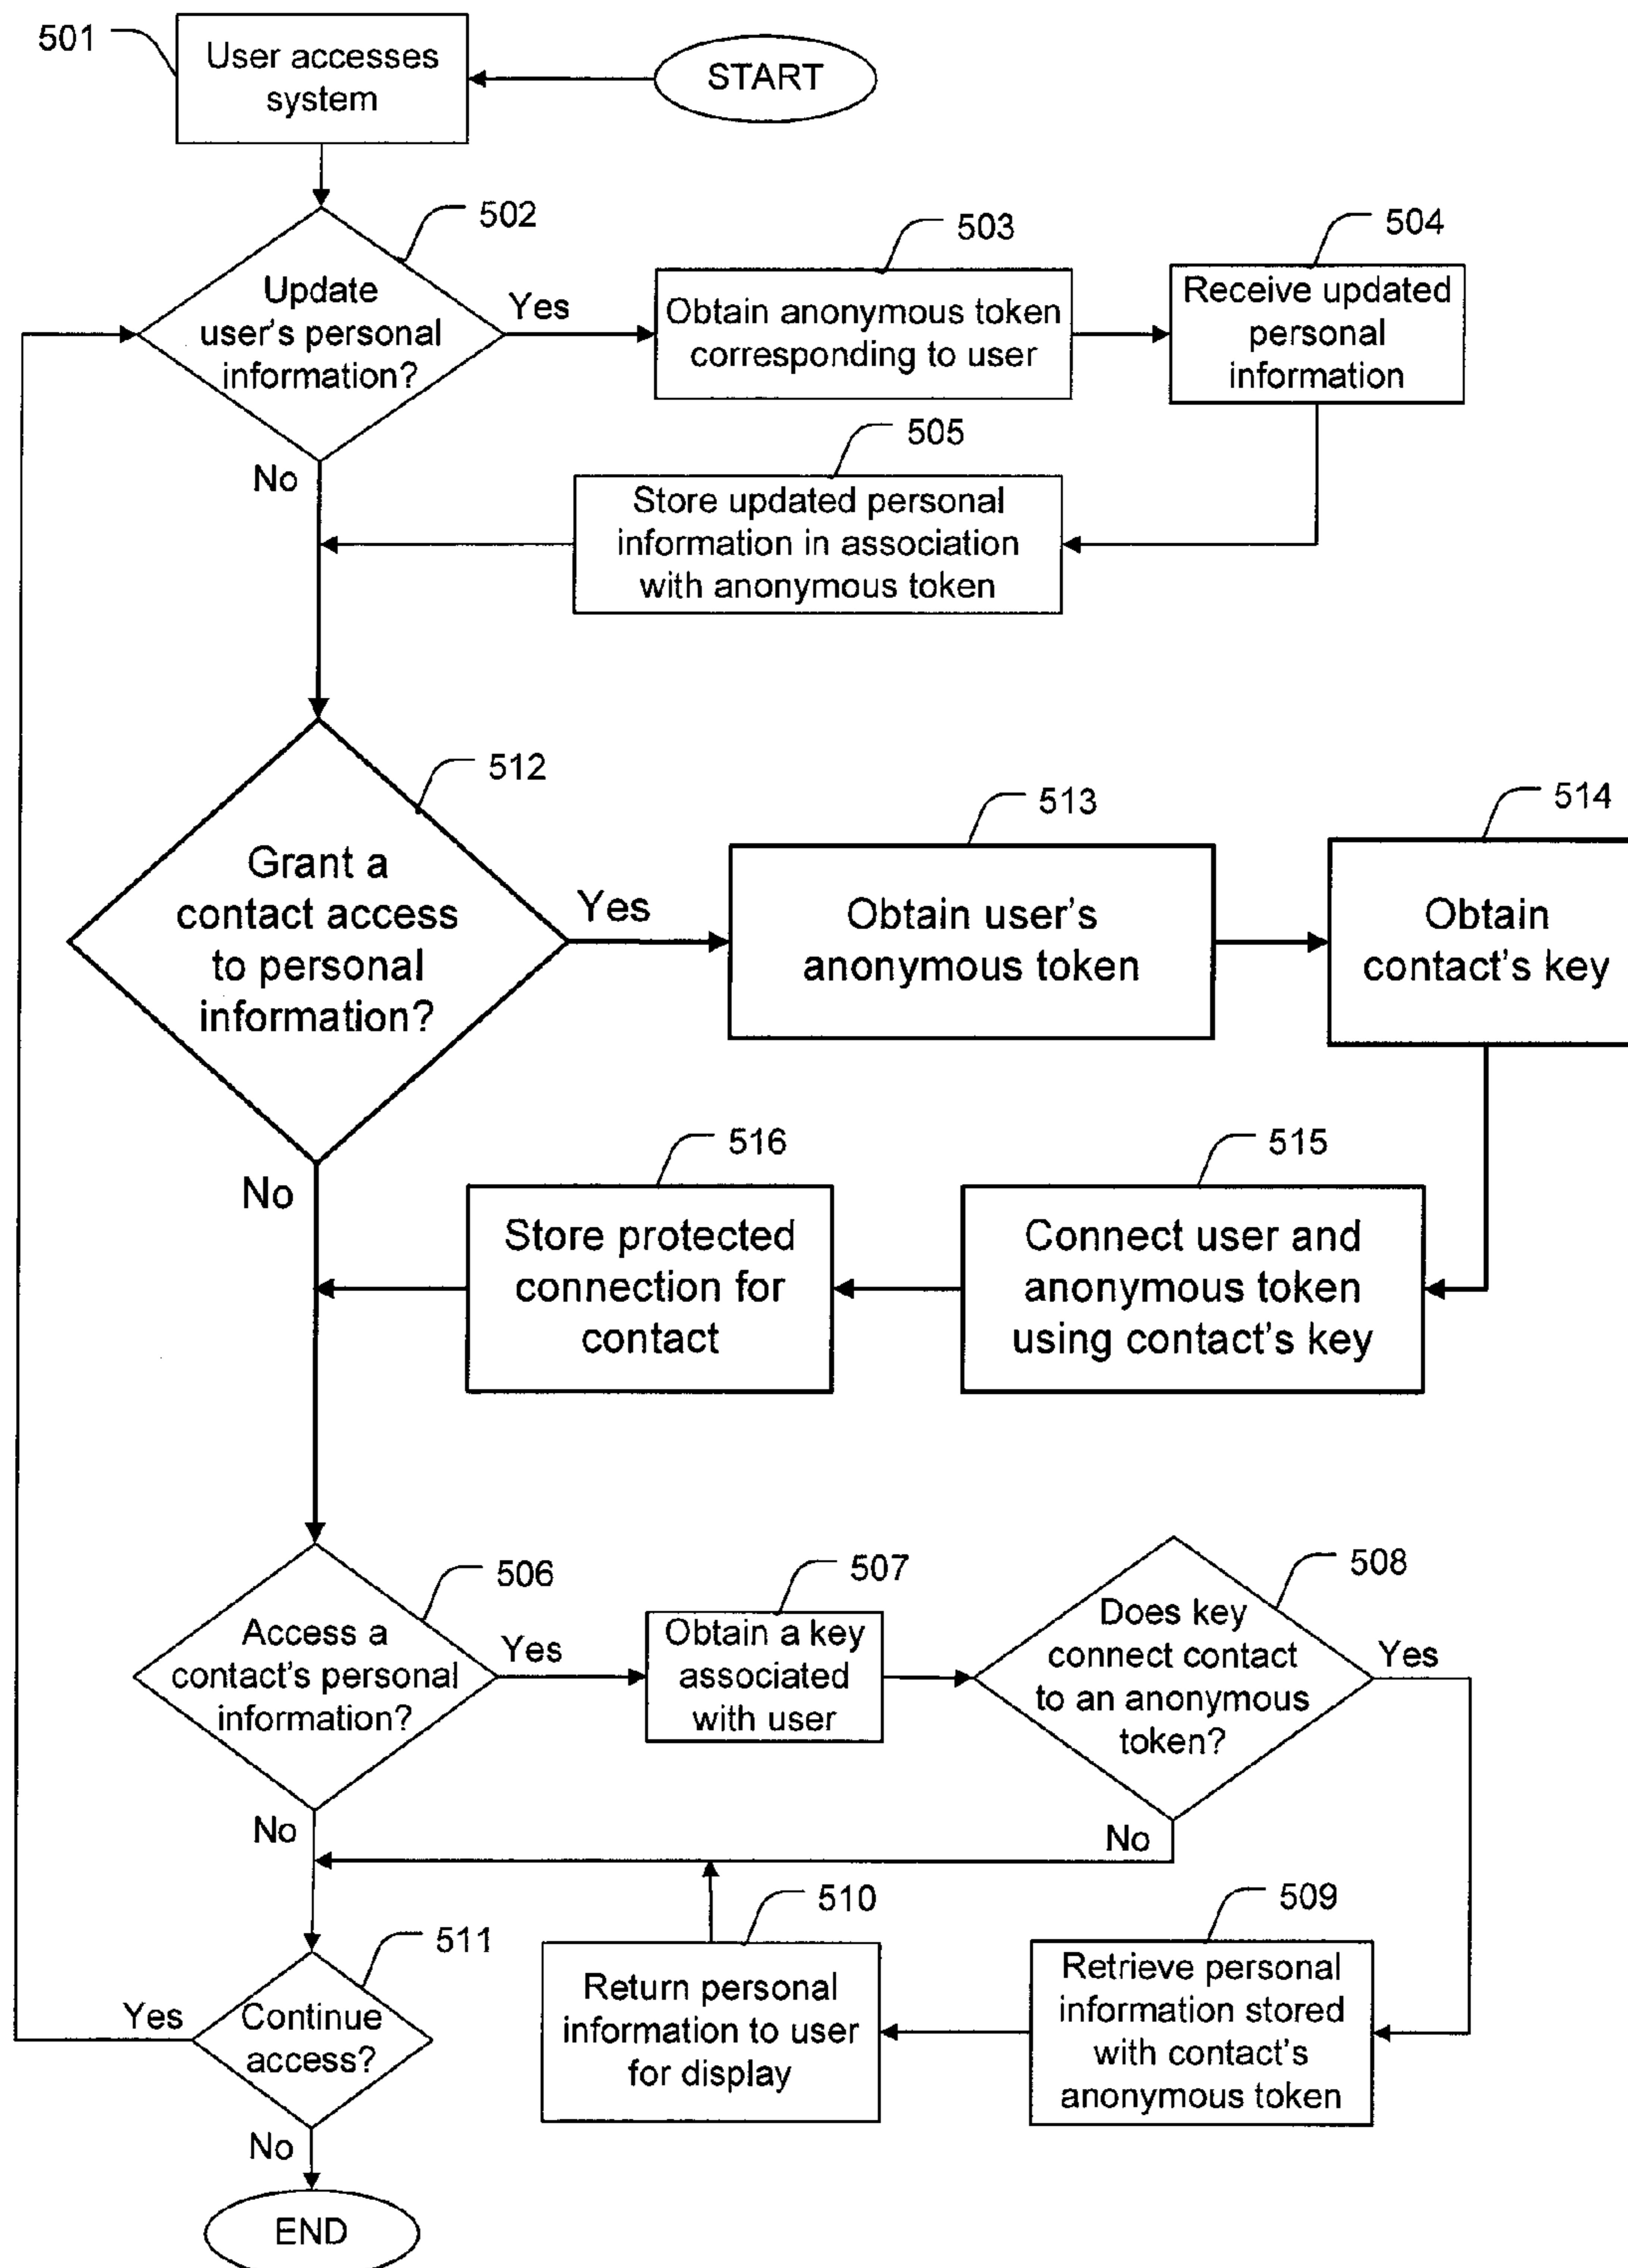 501
User accesses
system
START
502
Update
user's personal
information?
Yes
503
Obtain anonymous token
corresponding to user
504
Receive updated
personal
information
No
505
Store updated personal
information in association
with anonymous token
512
Grant a
contact access
to personal
information?
Yes
513
Obtain user's
anonymous token
514
Obtain
contact's key
No
516
Store protected
connection for
contact
515
Connect user and
anonymous token
using contact's key
506
Access a
contact's personal
information?
Yes
507
Obtain a key
associated
with user
508
Does key
connect contact
to an anonymous
token?
Yes
No
No
510
Return personal
information to user
for display
509
Retrieve personal
information stored
with contact's
anonymous token
511
Continue
access?
Yes
No
END